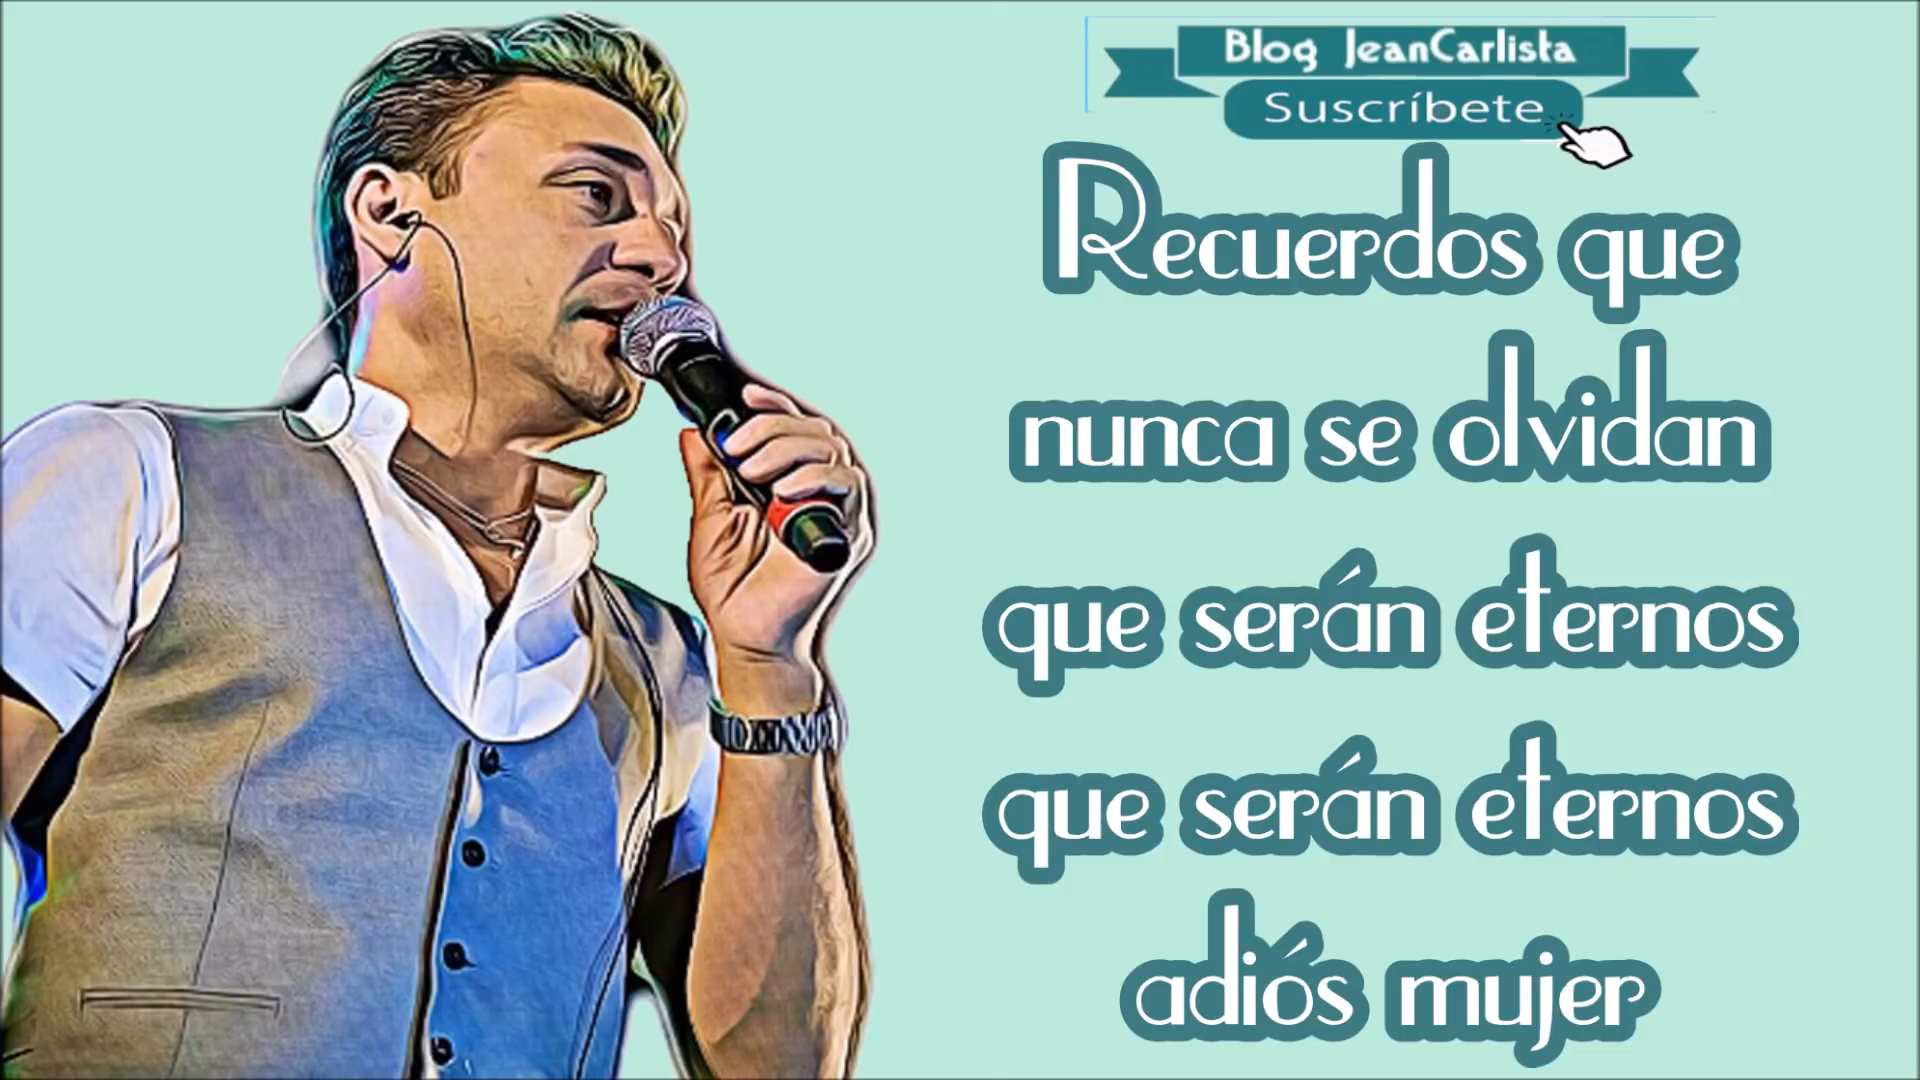 Blog JeanCarlista
Suscríbete
Recuerdos que
nunca se olvidan
que serán eternos
que serán eternos
adiós mujer